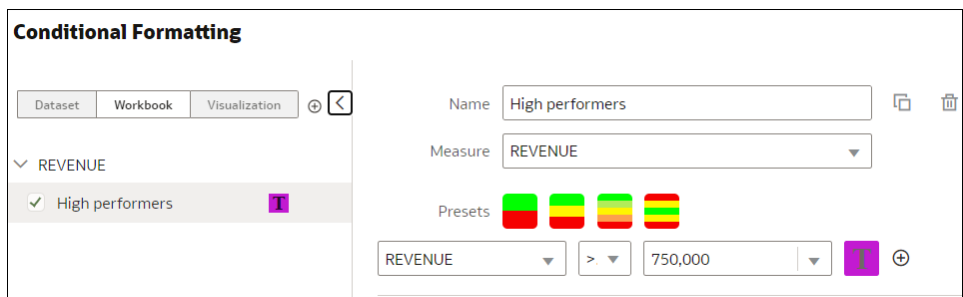 Conditional Formatting
Dataset Workbook Visualization
Name High performers
Measure REVENUE
REVENUE
High performers T
Presets
REVENUE > 750,000 T